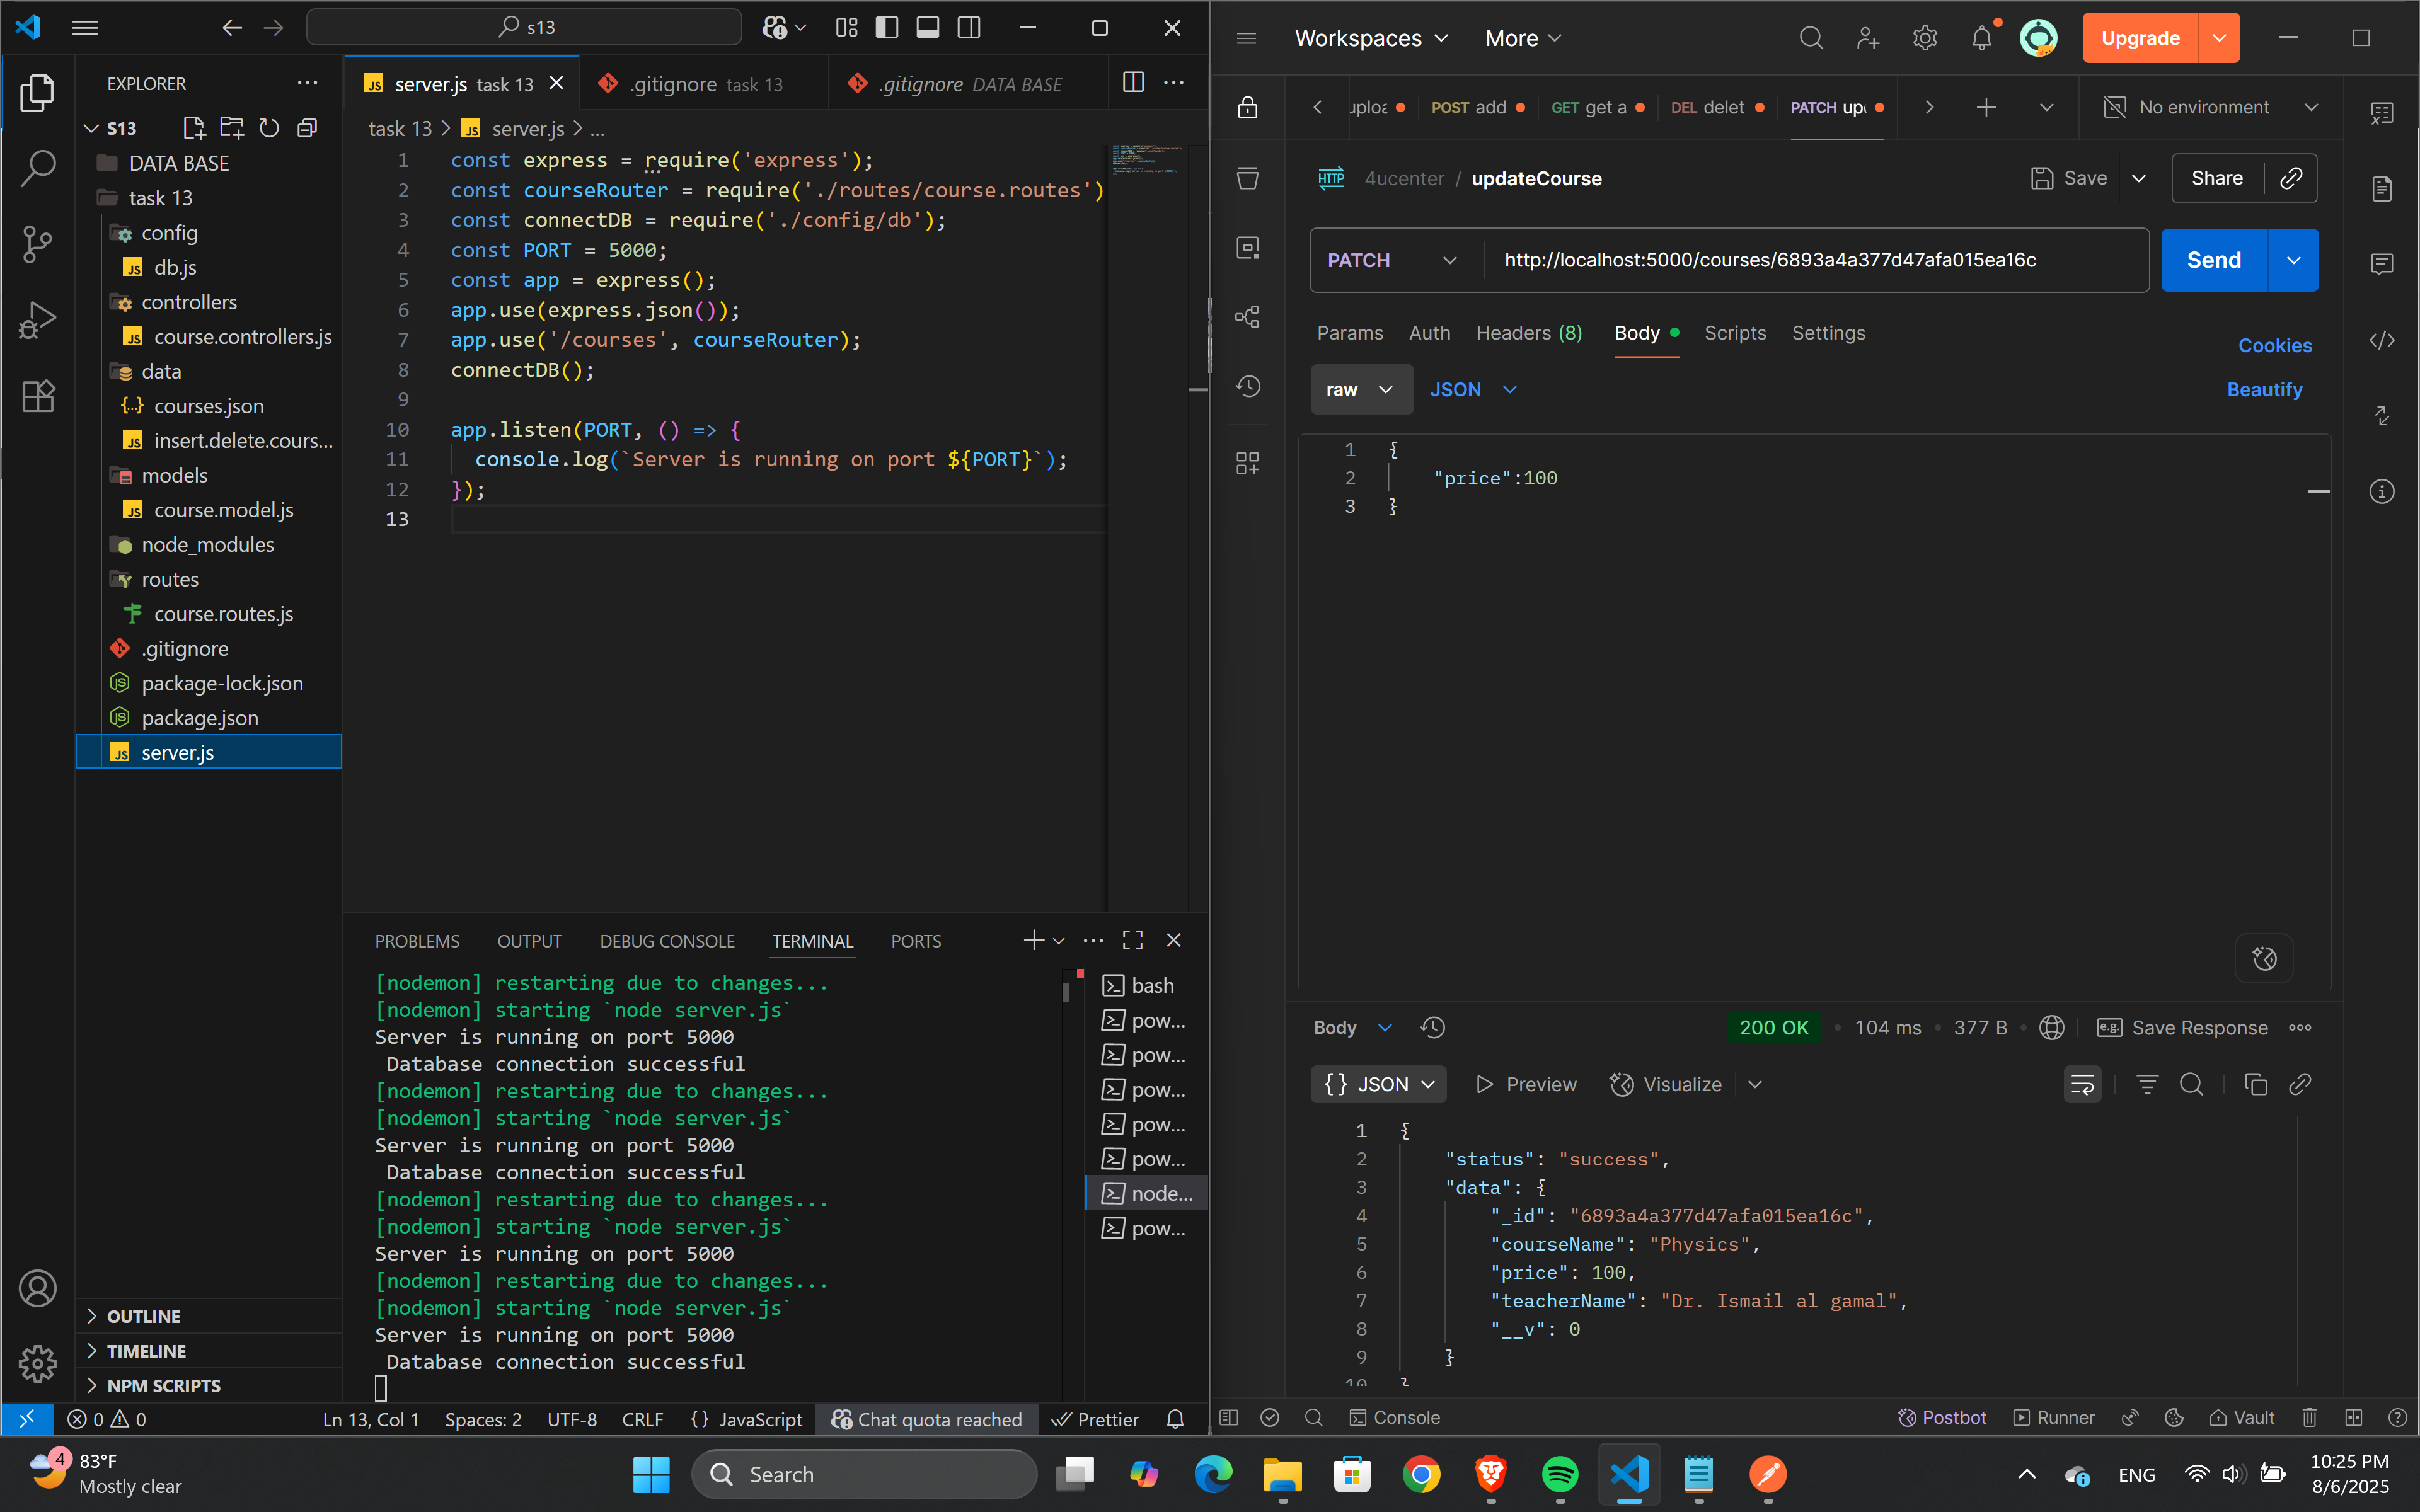 s13
EXPLORER
S13
DATA BASE
task 13
config
db.js
controllers
course.controllers.js
data
courses.json
insert.delete.cours...
models
course.model.js
node_modules
routes
course.routes.js
.gitignore
package-lock.json
package.json
server.js
OUTLINE
TIMELINE
NPM SCRIPTS
server.js task 13
.gitignore task 13
.gitignore DATA BASE
task 13 > server.js > ...
1 const express = require('express');
2 const courseRouter = require('./routes/course.routes')
3 const connectDB = require('./config/db');
4 const PORT = 5000;
5 const app = express();
6 app.use(express.json());
7 app.use('/courses', courseRouter);
8 connectDB();
9
10 app.listen(PORT, () => {
11 console.log(`Server is running on port ${PORT}`);
12 });
13
PROBLEMS OUTPUT DEBUG CONSOLE TERMINAL PORTS
[nodemon] restarting due to changes...
[nodemon] starting `node server.js`
Server is running on port 5000
Database connection successful
[nodemon] restarting due to changes...
[nodemon] starting `node server.js`
Server is running on port 5000
Database connection successful
[nodemon] restarting due to changes...
[nodemon] starting `node server.js`
Server is running on port 5000
[nodemon] restarting due to changes...
[nodemon] starting `node server.js`
Server is running on port 5000
Database connection successful
bash
pow...
pow...
pow...
pow...
pow...
node...
pow...
0 0 Ln 13, Col 1 Spaces: 2 UTF-8 CRLF {} JavaScript Chat quota reached Prettier
Workspaces More Upgrade
POST add GET get a DEL delet PATCH No environment
HTTP 4ucenter / updateCourse Save Share
PATCH http://localhost:5000/courses/6893a4a377d47afa015ea16c Send
Params Auth Headers (8) Body Scripts Settings Cookies
raw JSON Beautify
1 {
2 "price":100
3 }
Body 200 OK 104 ms 377 B e.g. Save Response
{} JSON Preview Visualize
1 {
2 "status": "success",
3 "data": {
4 "_id": "6893a4a377d47afa015ea16c",
5 "courseName": "Physics",
6 "price": 100,
7 "teacherName": "Dr. Ismail al gamal",
8 "__v": 0
9 }
10 }
Console Postbot Runner Vault
4 83°F
Mostly clear
Search
ENG
10:25 PM
8/6/2025